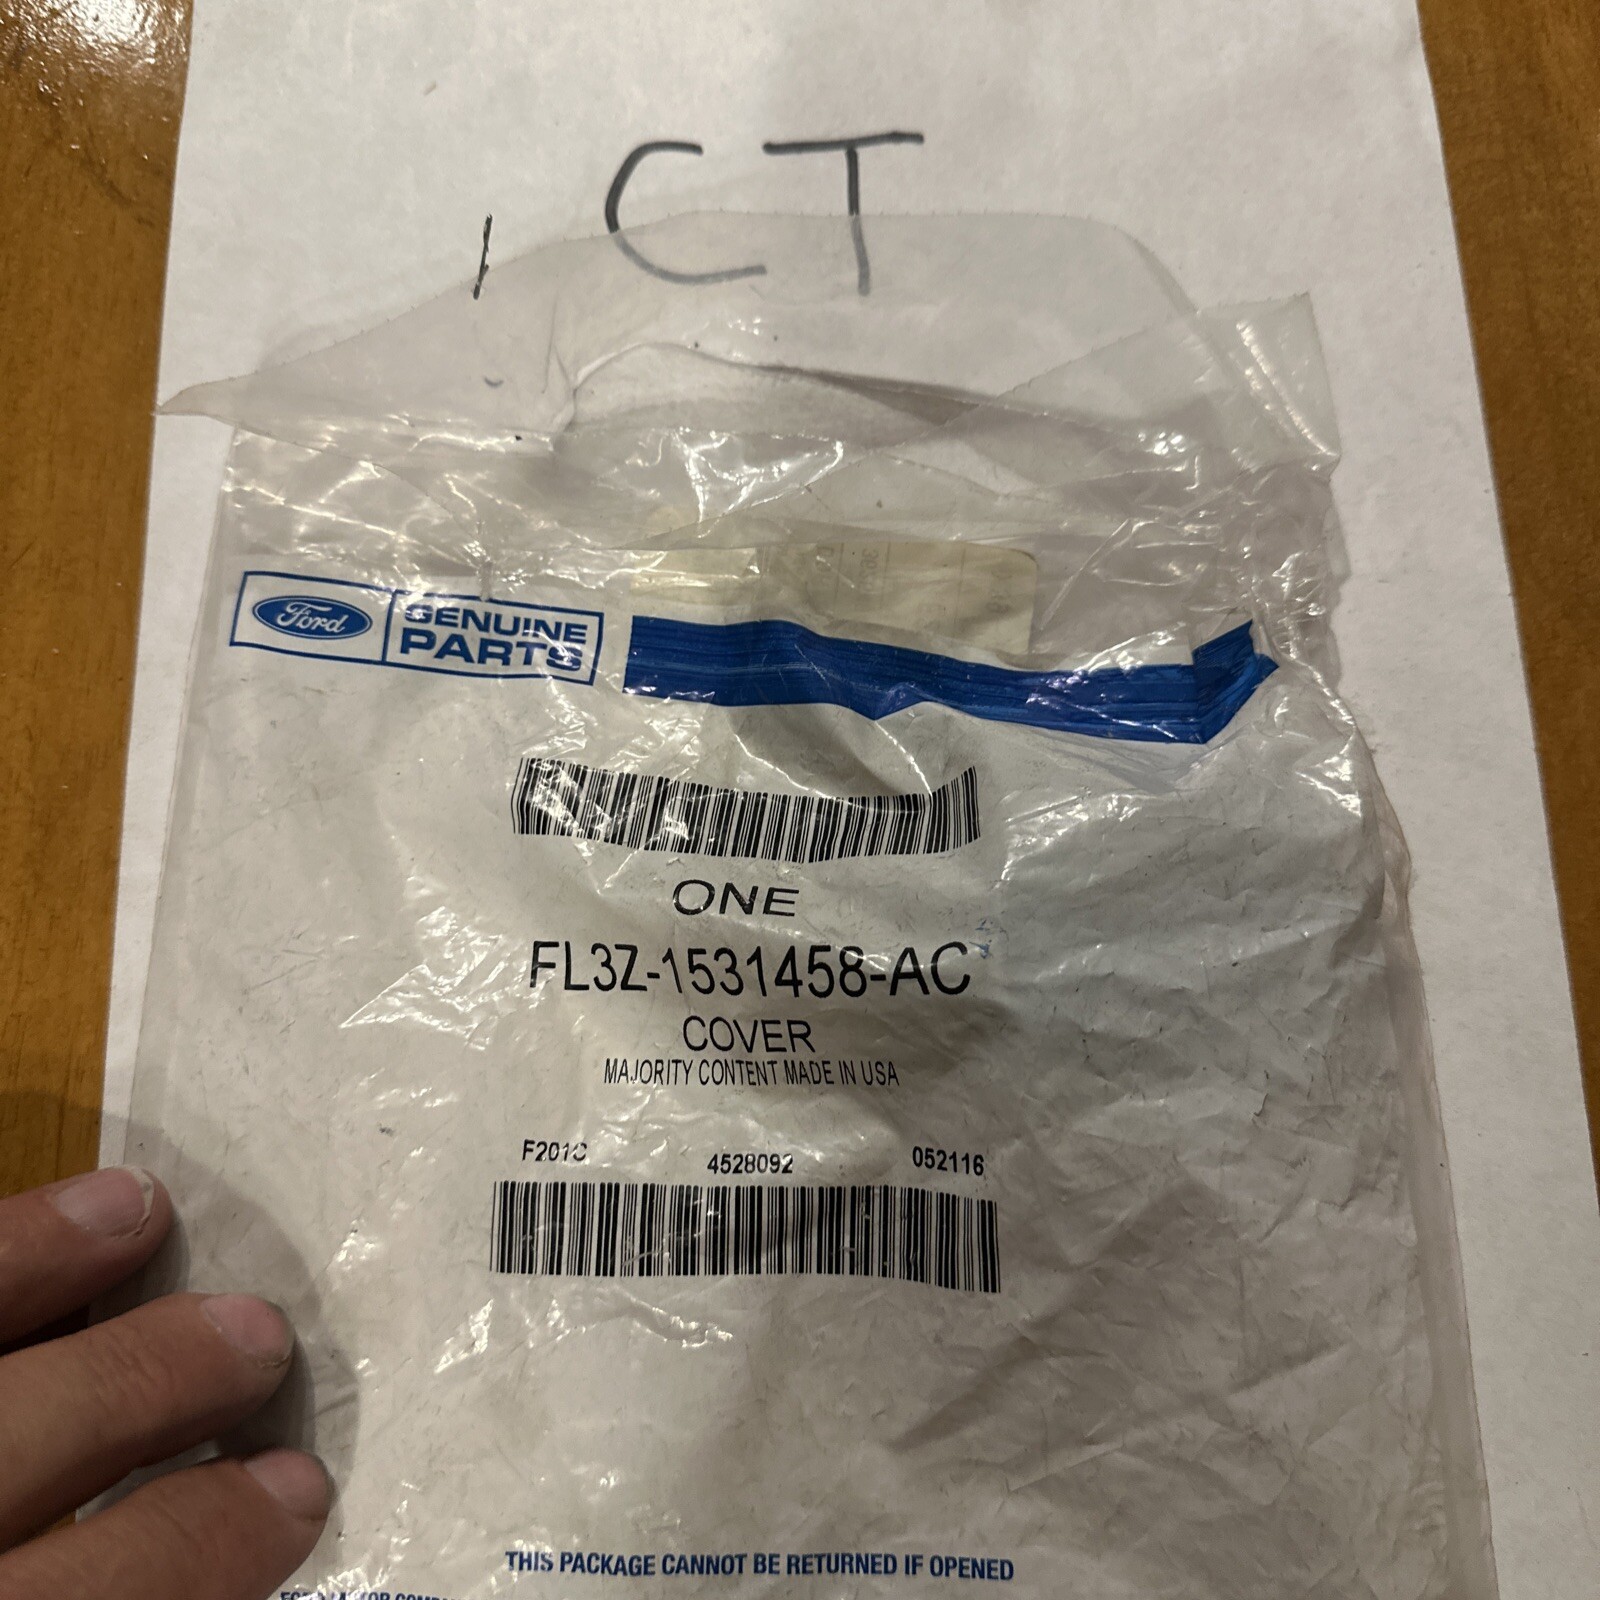 CT
Ford
GENUINE
PARTS
ONE
FL3Z-1531458-AC
COVER
MAJORITY CONTENT MADE IN USA
4528092 052116
THIS PACKAGE CANNOT BE RETURNED IF OPENED